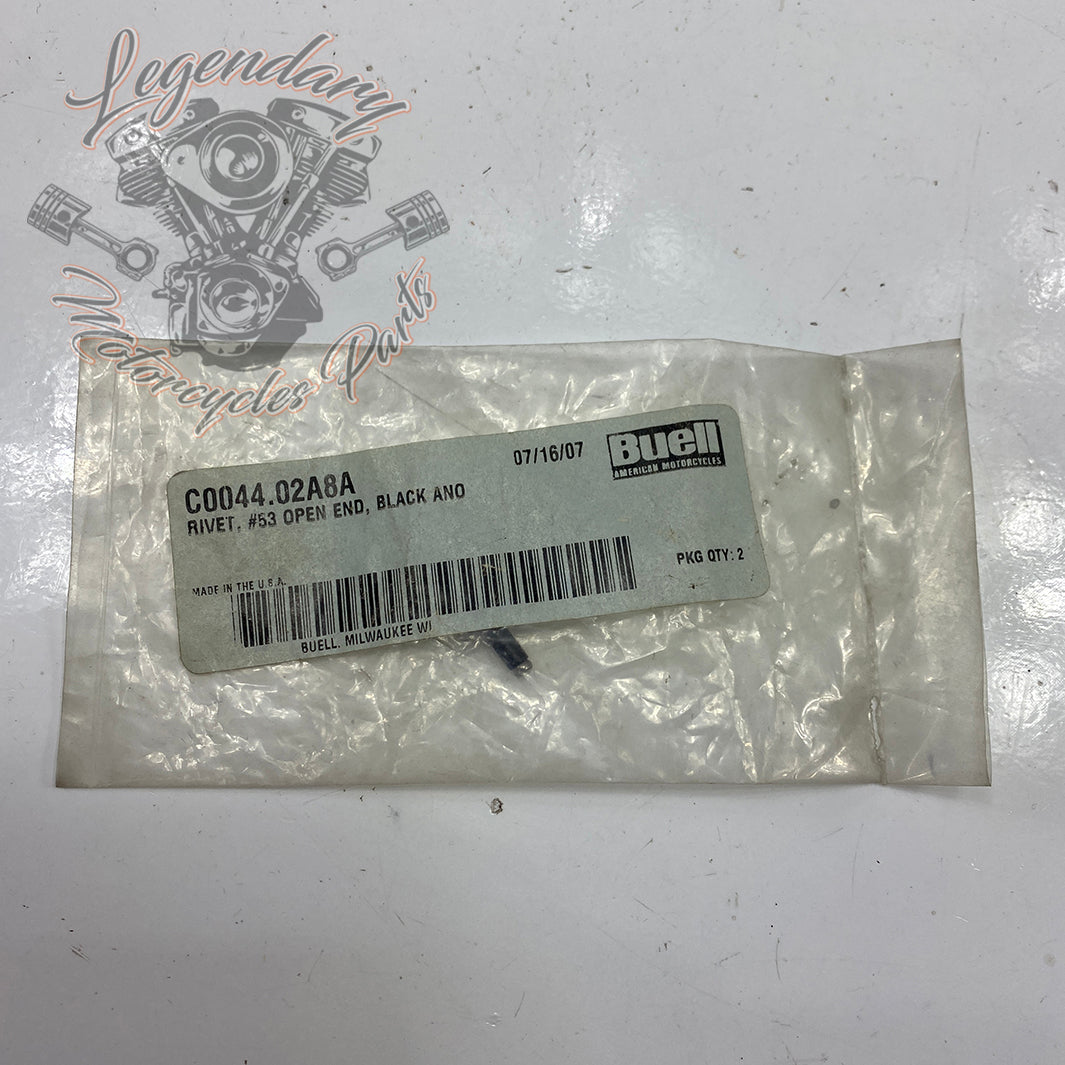 Legendary
Motorcycles Parts
07/16/07
Buell
AMERICAN MOTORCYCLES
C0044.02A8A
RIVET, #53 OPEN END, BLACK ANO
PKG QTY: 2
MADE IN THE U.S.A.
BUELL. MILWAUKEE WI